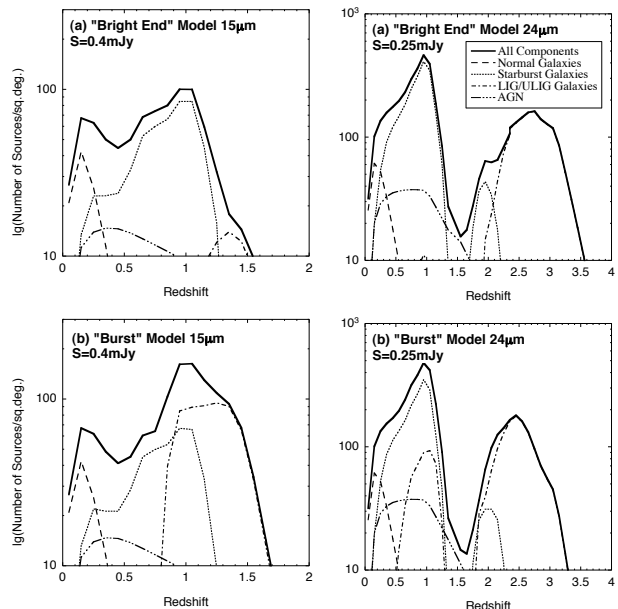 (a) "Bright End" Model 15μm
S=0.4mJy
lg(Number of Sources/sq.deg.)
100
10
0
0.5
1
1.5
2
Redshift
(a) "Bright End" Model 24μm
S=0.25mJy
All Components
Normal Galaxies
Starburst Galaxies
LIG/ULIG Galaxies
AGN
10³
100
10
0
0.5
1
1.5
2
2.5
3
3.5
4
Redshift
(b) "Burst" Model 15μm
S=0.4mJy
lg(Number of Sources/sq.deg.)
100
10
0
0.5
1
1.5
2
Redshift
(b) "Burst" Model 24μm
S=0.25mJy
10³
100
10
0
0.5
1
1.5
2
2.5
3
3.5
4
Redshift